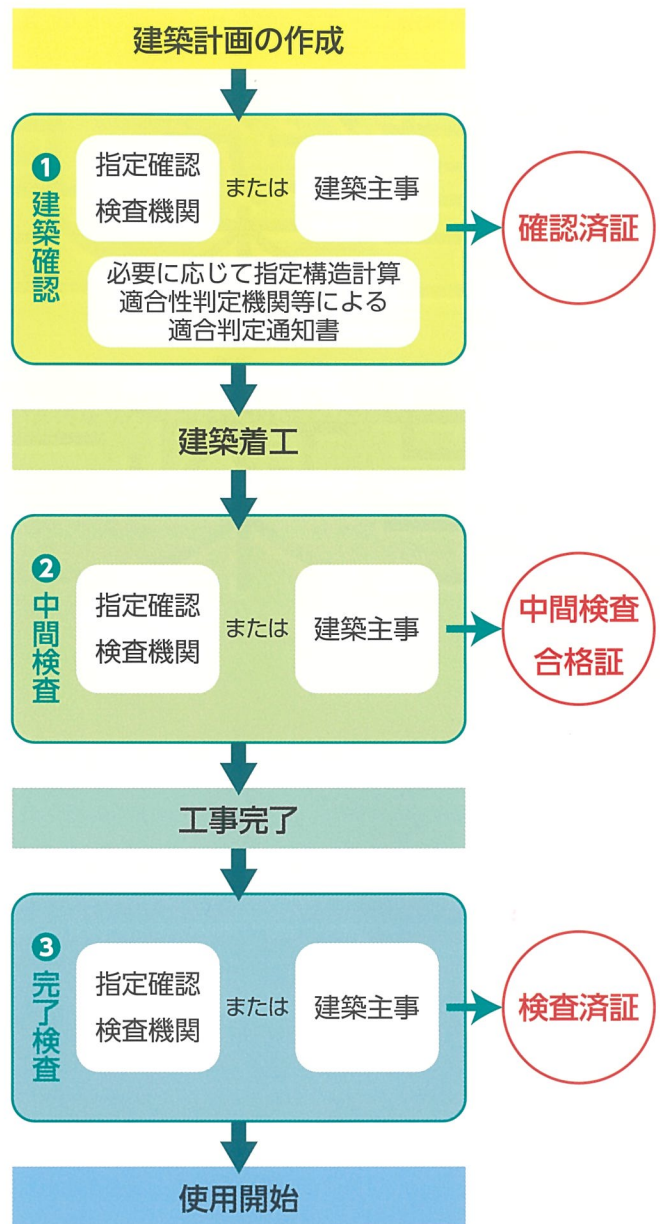 建築計画の作成
❶建築確認
指定確認
検査機関
または
建築主事
確認済証
必要に応じて指定構造計算
適合性判定機関等による
適合判定通知書
建築着工
❷中間検査
指定確認
検査機関
または
建築主事
中間検査
合格証
工事完了
❸完了検査
指定確認
検査機関
または
建築主事
検査済証
使用開始